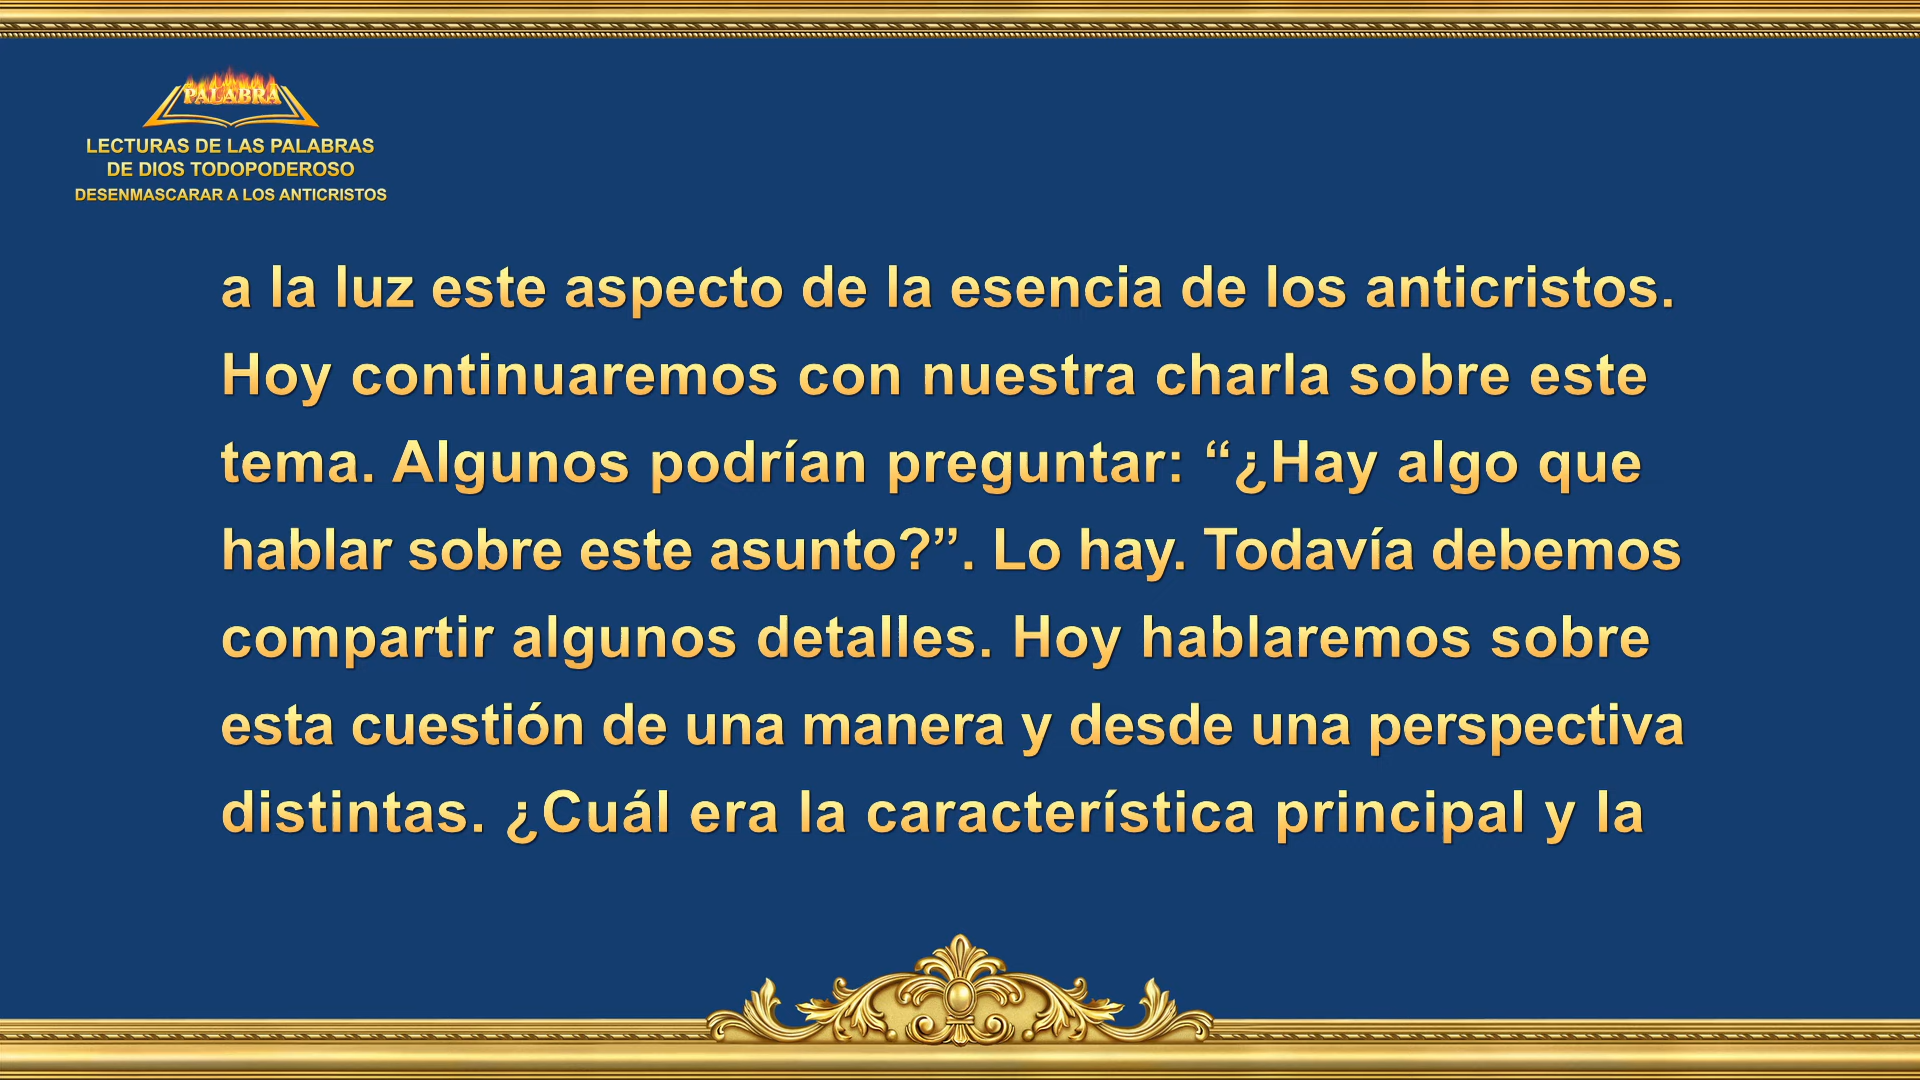 PALABRA
LECTURAS DE LAS PALABRAS
DE DIOS TODOPODEROSO
DESENMASCARAR A LOS ANTICRISTOS
a la luz este aspecto de la esencia de los anticristos.
Hoy continuaremos con nuestra charla sobre este
tema. Algunos podrían preguntar: “¿Hay algo que
hablar sobre este asunto?”. Lo hay. Todavía debemos
compartir algunos detalles. Hoy hablaremos sobre
esta cuestión de una manera y desde una perspectiva
distintas. ¿Cuál era la característica principal y la